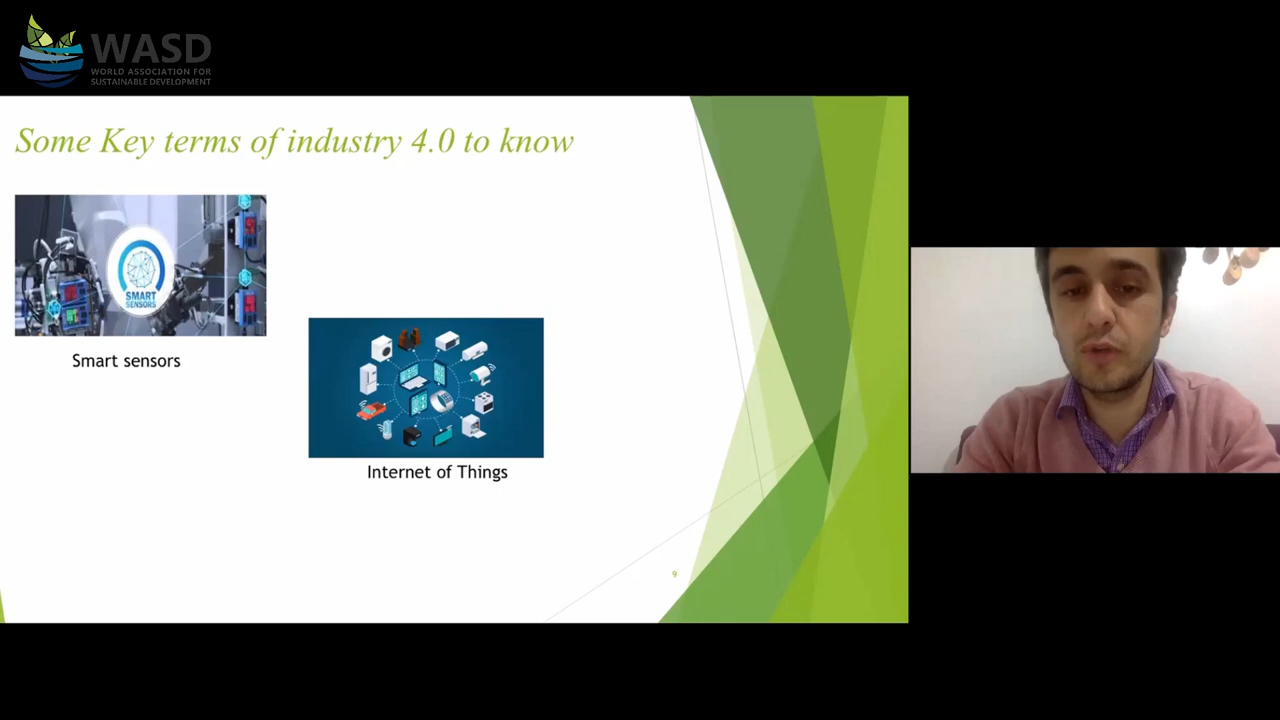 WASD
WORLD ASSOCIATION FOR
SUSTAINABLE DEVELOPMENT
Some Key terms of industry 4.0 to know
SMART
SENSORS
Smart sensors
Internet of Things
9